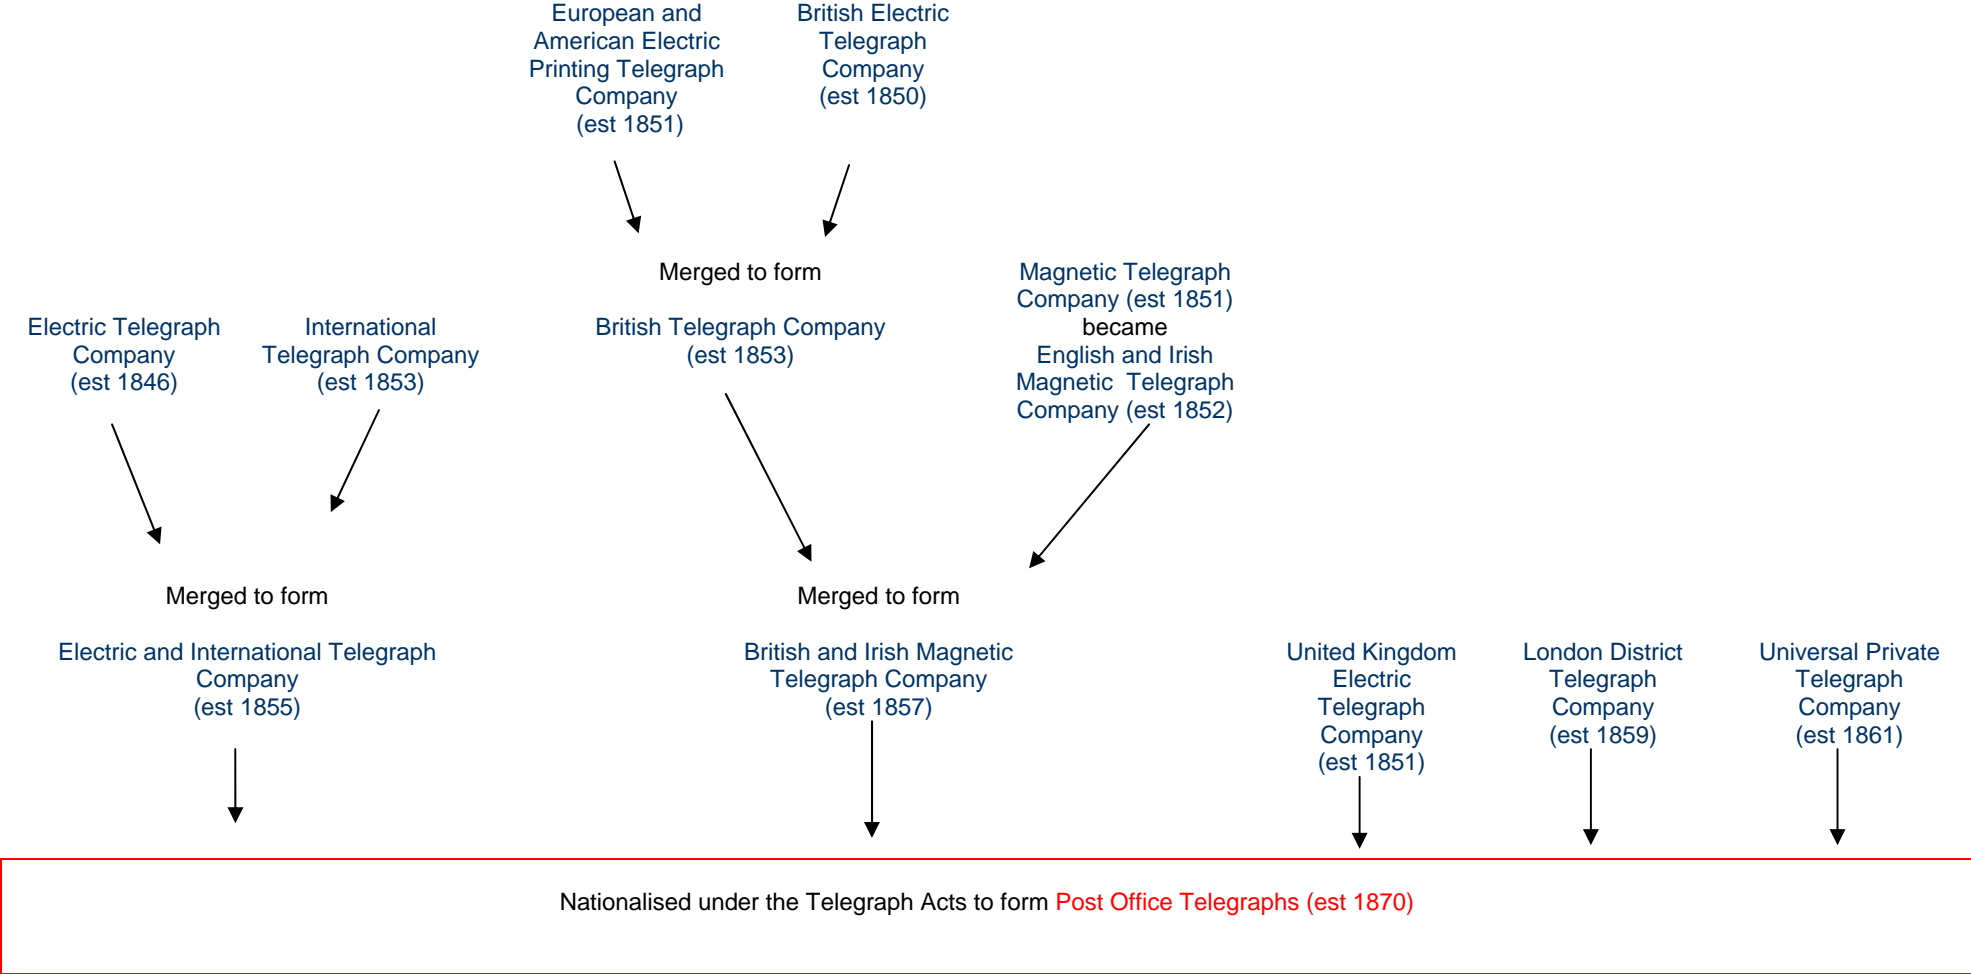 European and
American Electric
Printing Telegraph
Company
(est 1851)
British Electric
Telegraph
Company
(est 1850)
Merged to form
British Telegraph Company
(est 1853)
Magnetic Telegraph
Company (est 1851)
became
English and Irish
Magnetic  Telegraph
Company (est 1852)
Electric Telegraph
Company
(est 1846)
International
Telegraph Company
(est 1853)
Merged to form
Electric and International Telegraph
Company
(est 1855)
Merged to form
British and Irish Magnetic
Telegraph Company
(est 1857)
United Kingdom
Electric
Telegraph
Company
(est 1851)
London District
Telegraph
Company
(est 1859)
Universal Private
Telegraph
Company
(est 1861)
Nationalised under the Telegraph Acts to form Post Office Telegraphs (est 1870)